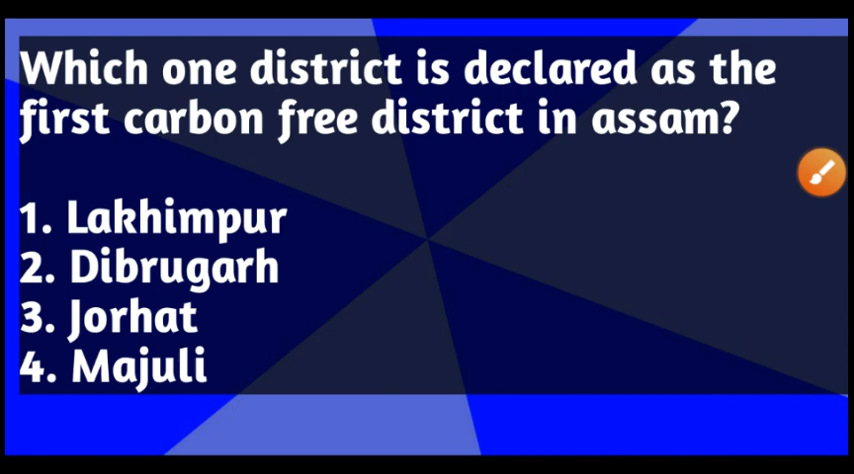 Which one district is declared as the
first carbon free district in assam?
1. Lakhimpur
2. Dibrugarh
3. Jorhat
4. Majuli